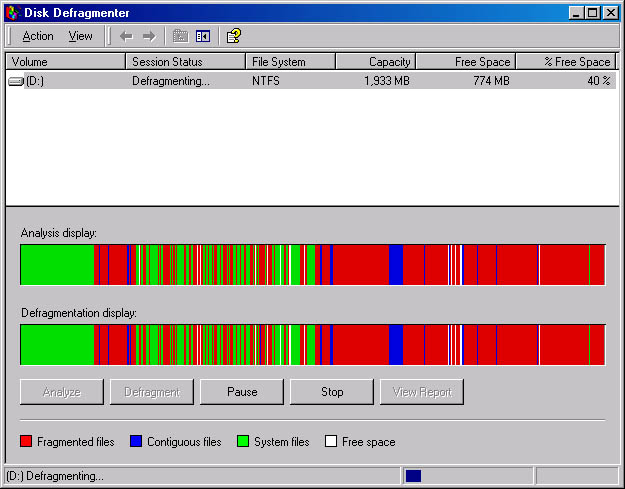 Disk Defragmenter
Action View
Volume Session Status File System Capacity Free Space % Free Space
(D:) Defragmenting... NTFS 1,933 MB 774 MB 40 %
Analysis display:
Defragmentation display:
Analyze Defragment Pause Stop View Report
Fragmented files Contiguous files System files Free space
(D:) Defragmenting...